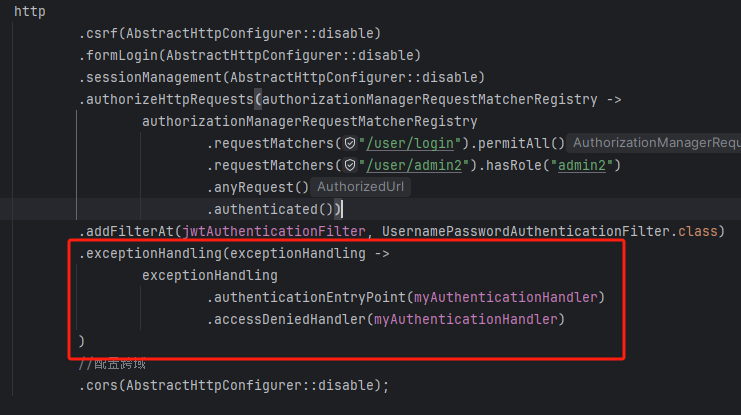 http
.csrf(AbstractHttpConfigurer::disable)
.formLogin(AbstractHttpConfigurer::disable)
.sessionManagement(AbstractHttpConfigurer::disable)
.authorizeHttpRequests(authorizationManagerRequestMatcherRegistry ->
authorizationManagerRequestMatcherRegistry
.requestMatchers("/user/login").permitAll() AuthorizationManagerRequ
.requestMatchers("/user/admin2").hasRole("admin2")
.anyRequest() AuthorizedUrl
.authenticated())
.addFilterAt(jwtAuthenticationFilter, UsernamePasswordAuthenticationFilter.class)
.exceptionHandling(exceptionHandling ->
exceptionHandling
.authenticationEntryPoint(myAuthenticationHandler)
.accessDeniedHandler(myAuthenticationHandler)
)
//配置跨域
.cors(AbstractHttpConfigurer::disable);